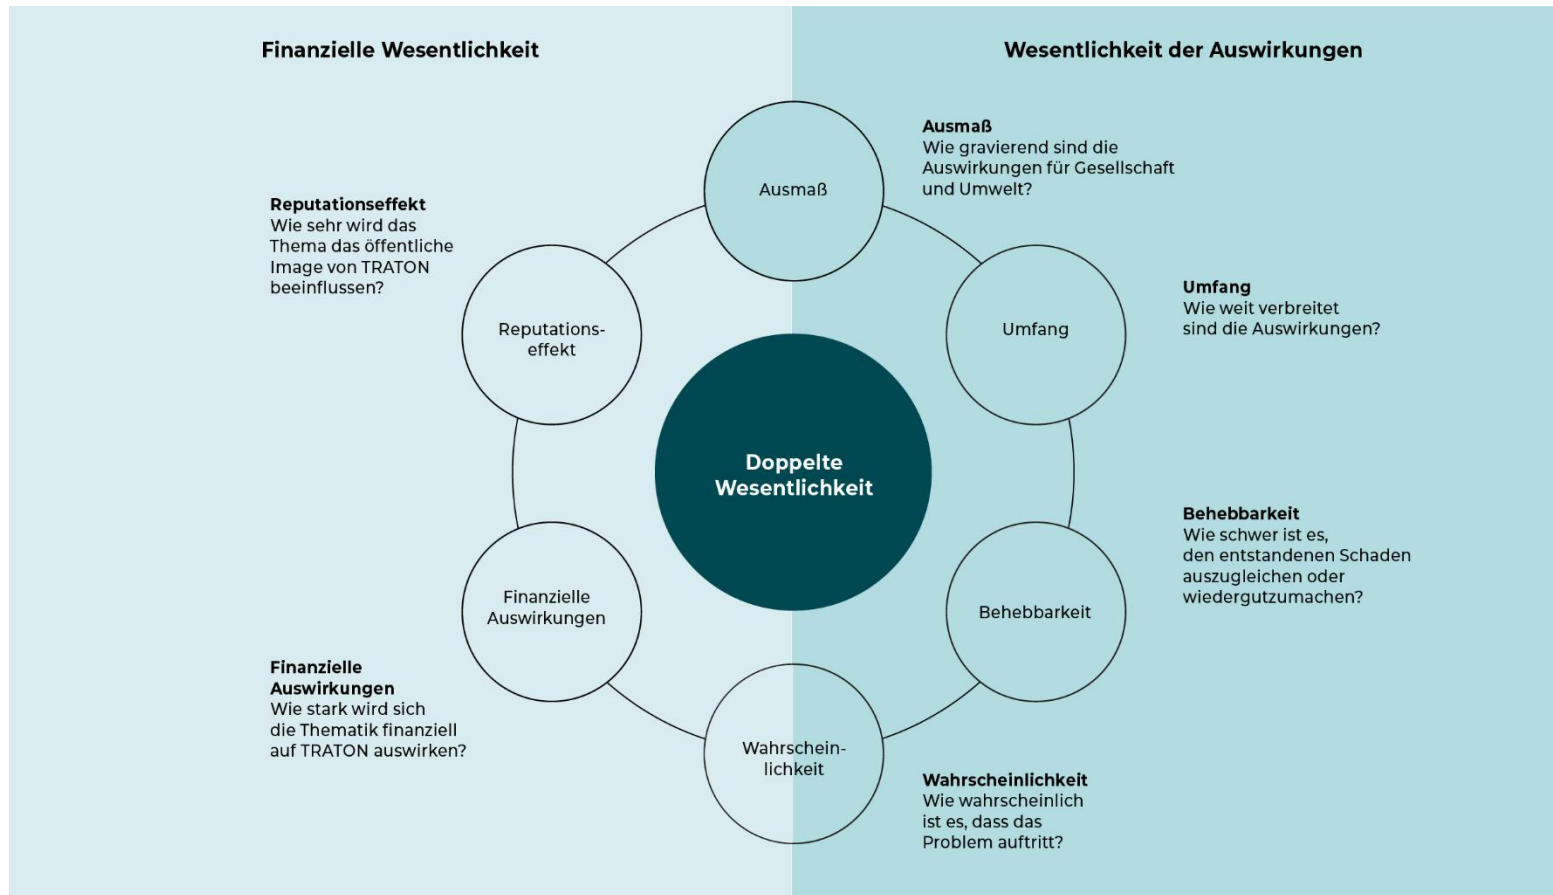 Finanzielle Wesentlichkeit
Wesentlichkeit der Auswirkungen
Ausmaß
Ausmaß
Wie gravierend sind die
Auswirkungen für Gesellschaft
und Umwelt?
Reputationseffekt
Wie sehr wird das
Thema das öffentliche
Image von TRATON
beeinflussen?
Reputations-
effekt
Umfang
Umfang
Wie weit verbreitet
sind die Auswirkungen?
Doppelte
Wesentlichkeit
Behebbarkeit
Wie schwer ist es,
den entstandenen Schaden
auszugleichen oder
wiedergutzumachen?
Finanzielle
Auswirkungen
Behebbarkeit
Finanzielle
Auswirkungen
Wie stark wird sich
die Thematik finanziell
auf TRATON auswirken?
Wahrschein-
lichkeit
Wahrscheinlichkeit
Wie wahrscheinlich
ist es, dass das
Problem auftritt?